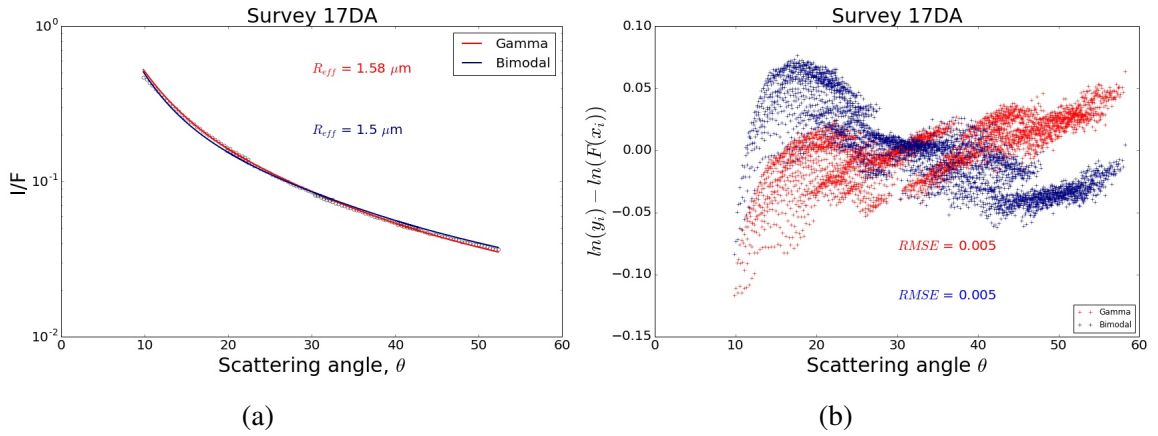 Survey 17DA
10^0
10^-1
10^-2
I/F
R_eff = 1.58 μm
R_eff = 1.5 μm
Gamma
Bimodal
0 10 20 30 40 50 60
Scattering angle, θ
(a)
Survey 17DA
0.10
0.05
0.00
−0.05
−0.10
−0.15
ln(y_i) − ln(F(x_i))
RMSE = 0.005
RMSE = 0.005
Gamma
Bimodal
0 10 20 30 40 50 60
Scattering angle θ
(b)